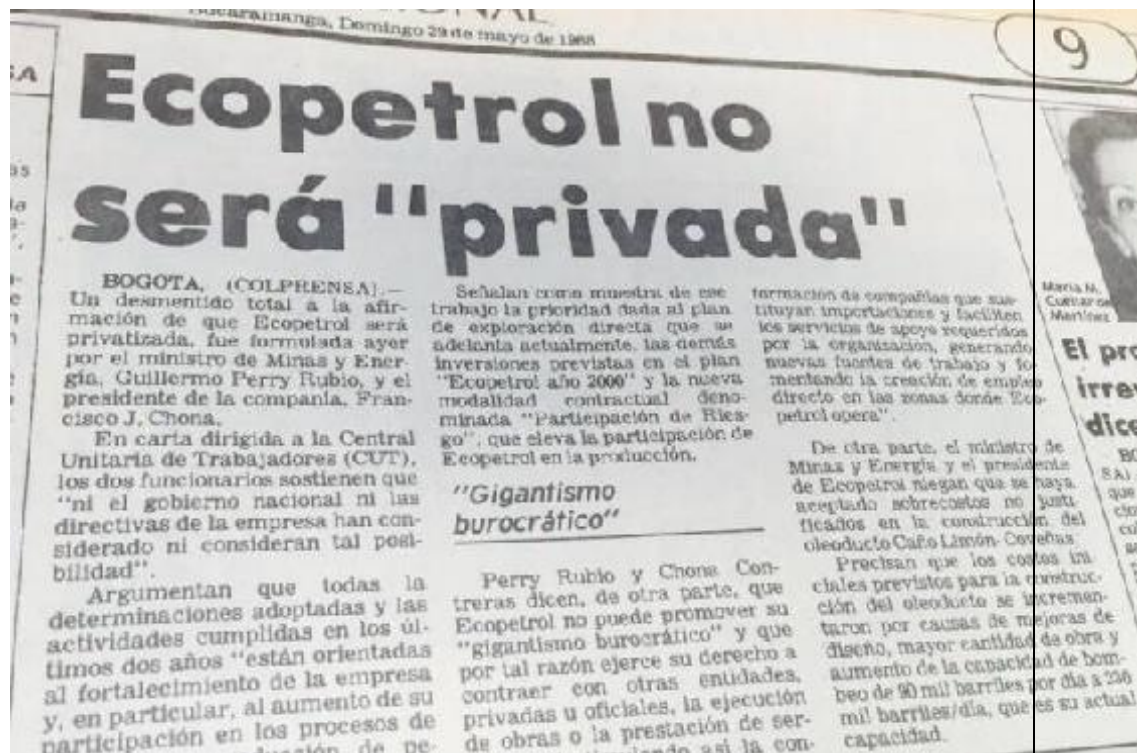 Bucaramanga, Domingo 29 de mayo de 1988
9
Ecopetrol no
será "privada"
BOGOTA, (COLPRENSA).—
Un desmentido total a la afir-
mación de que Ecopetrol será
privatizada, fue formulada ayer
por el ministro de Minas y Ener-
gía, Guillermo Perry Rubio, y el
presidente de la compañía, Fran-
cisco J. Chona.
En carta dirigida a la Central
Unitaria de Trabajadores (CUT),
los dos funcionarios sostienen que
"ni el gobierno nacional ni las
directivas de la empresa han con-
siderado ni consideran tal posi-
bilidad".
Argumentan que todas la
determinaciones adoptadas y las
actividades cumplidas en los úl-
timos dos años "están orientadas
al fortalecimiento de la empresa
y, en particular, al aumento de su
participación en los procesos de
Señalan como muestra de ese
trabajo la prioridad dada al plan
de exploración directa que se
adelanta actualmente, las demás
inversiones previstas en el plan
"Ecopetrol año 2000" y la nueva
modalidad contractual deno-
minada "Participación de Ries-
go", que eleva la participación de
Ecopetrol en la producción.
"Gigantismo
burocrático"
Perry Rubio y Chona Con-
treras dicen, de otra parte, que
Ecopetrol no puede promover su
"gigantismo burocrático" y que
por tal razón ejerce su derecho a
contraer con otras entidades,
privadas u oficiales, la ejecución
de obras o la prestación de ser-
así la con-
formación de compañías que sus-
tituyan importaciones y faciliten
los servicios de apoyo requeridos
por la organización, generando
nuevas fuentes de trabajo y fo-
mentando la creación de empleo
directo en las zonas donde Eco-
petrol opera".
De otra parte, el ministro de
Minas y Energía y el presidente
de Ecopetrol niegan que se haya
aceptado sobrecostos no justi-
ficados en la construcción del
oleoducto Caño Limón-Coveñas.
Precisan que los costos ini-
ciales previstos para la construc-
ción del oleoducto se incremen-
taron por causas de mejoras de
diseño, mayor cantidad de obra y
aumento de la capacidad de bom-
beo de 90 mil barriles por día a 236
mil barriles/día, que es su actual
capacidad.
María M.
Martínez
El pro
irre
dice